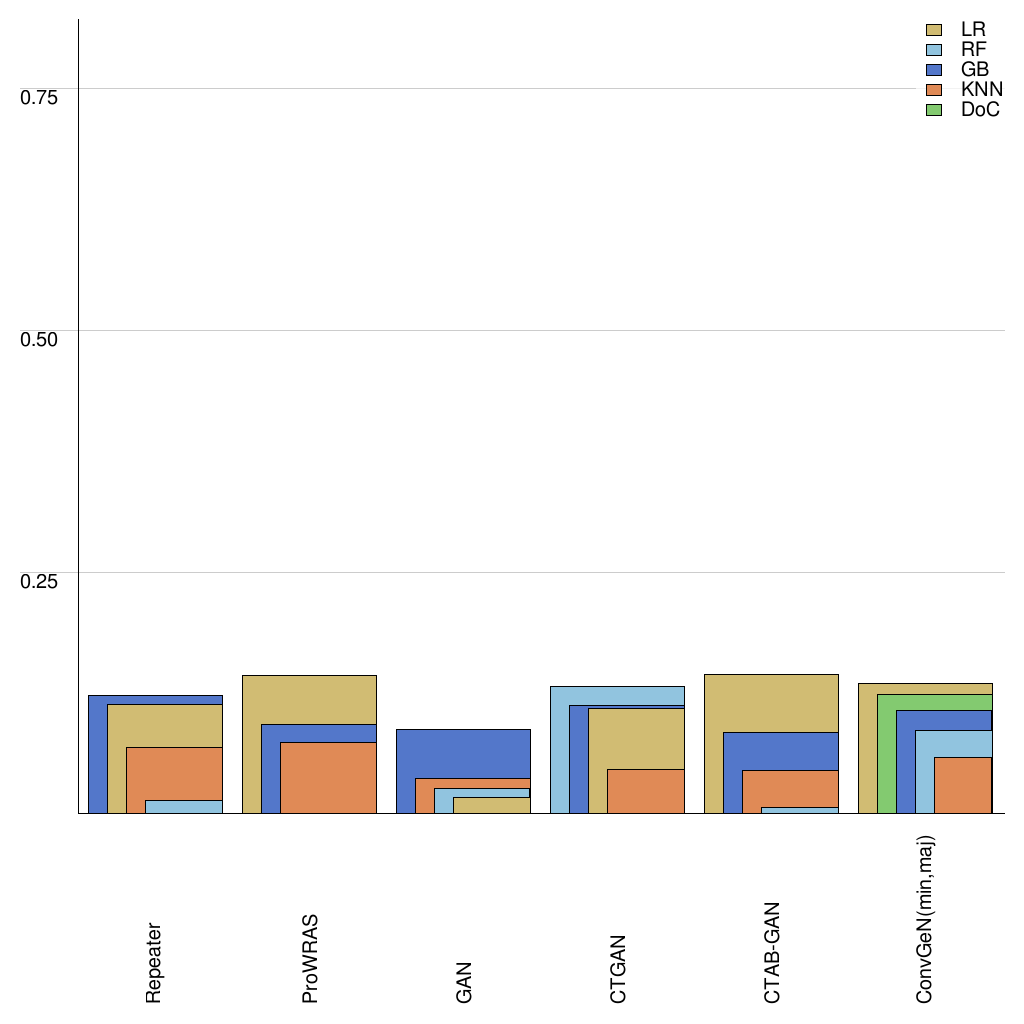 LR
RF
GB
KNN
DoC
0.75
0.50
0.25
Repeater
ProWRAS
GAN
CTGAN
CTAB-GAN
ConvGeN(min,maj)